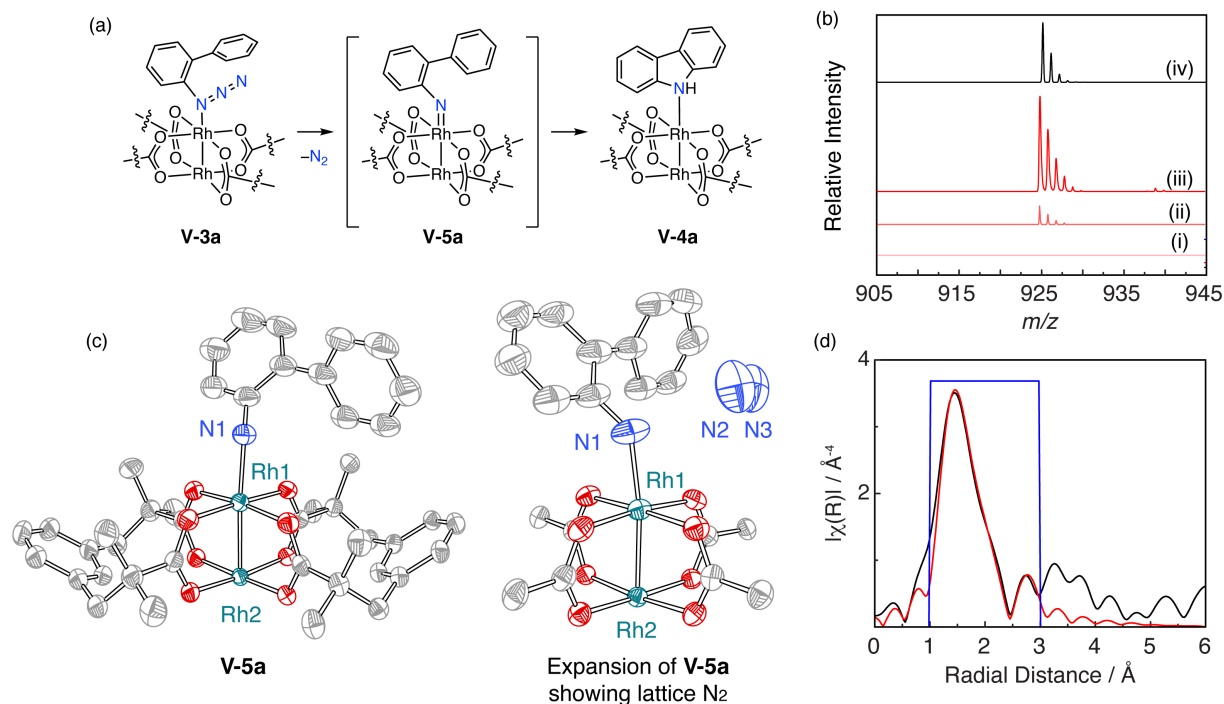 (a)
N
N
N
O
O
O
O
Rh
O
O
O
O
Rh
V-3a
–N2
N
O
O
O
O
Rh
O
O
O
O
Rh
V-5a
NH
O
O
O
O
Rh
O
O
O
O
Rh
V-4a
(b)
Relative Intensity
(iv)
(iii)
(ii)
(i)
905 915 925 935 945
m/z
(c)
N1
Rh1
Rh2
V-5a
N1
N2 N3
Rh1
Rh2
Expansion of V-5a
showing lattice N2
(d)
|χ(R)| / Å-4
4
2
0 1 2 3 4 5 6
Radial Distance / Å